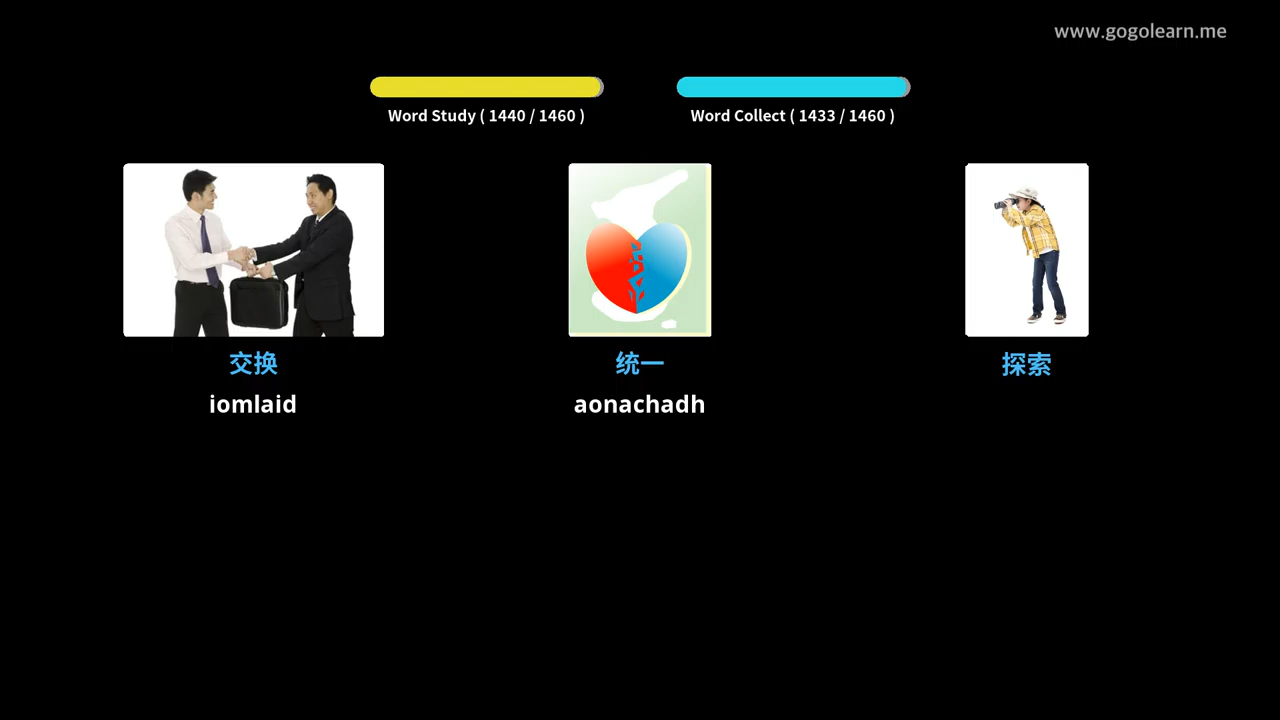 www.gogolearn.me
Word Study ( 1440 / 1460 )
Word Collect ( 1433 / 1460 )
交换
统一
探索
iomlaid
aonachadh